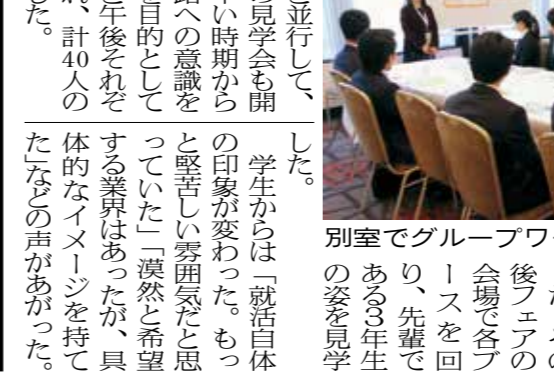 別室でグループワ
と並行して、
の見学会も開
い時期から
路への意識を
を目的として
と午後それぞ
れ、計40人の
した。
後フェアの
会場で各ブ
ースを回
り、先輩で
ある3年生
の姿を見学
した。
学生からは「就活自体
の印象が変わった。もっ
と堅苦しい雰囲気だと思
っていた」「漠然と希望
する業界はあったが、具
体的なイメージを持て
た」などの声があがった。